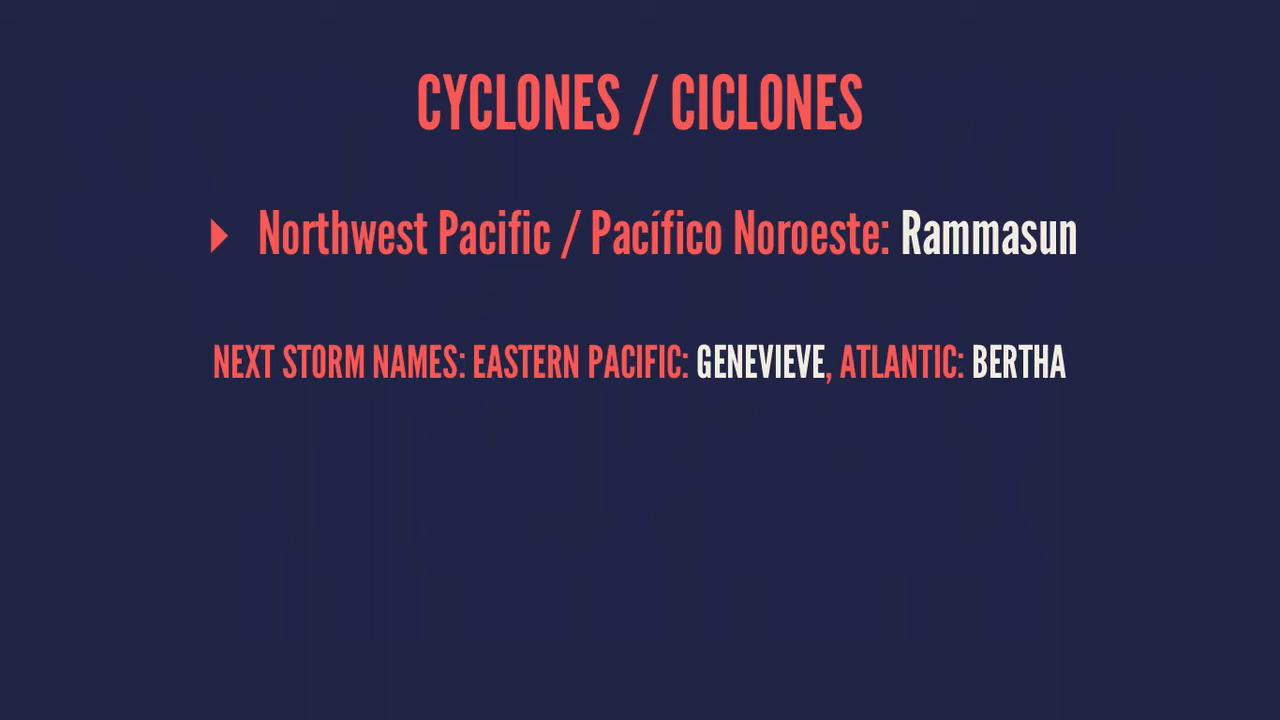 CYCLONES / CICLONES
Northwest Pacific / Pacífico Noroeste: Rammasun
NEXT STORM NAMES: EASTERN PACIFIC: GENEVIEVE, ATLANTIC: BERTHA